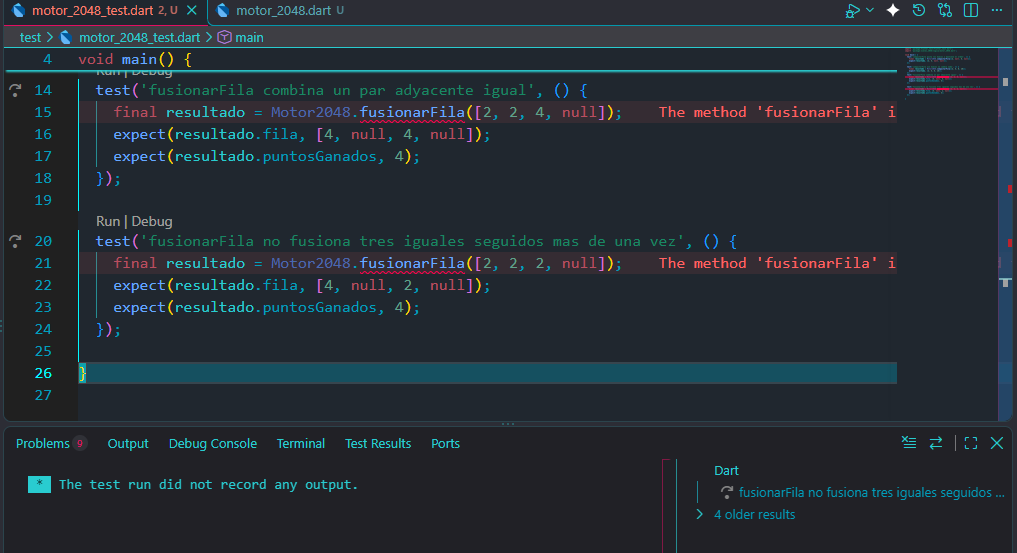 motor_2048_test.dart 2, U
motor_2048.dart U
test > motor_2048_test.dart > main
4 void main() {
Run | Debug
14 test('fusionarFila combina un par adyacente igual', () {
15 final resultado = Motor2048.fusionarFila([2, 2, 4, null]); The method 'fusionarFila' i
16 expect(resultado.fila, [4, null, 4, null]);
17 expect(resultado.puntosGanados, 4);
18 });
19
Run | Debug
20 test('fusionarFila no fusiona tres iguales seguidos mas de una vez', () {
21 final resultado = Motor2048.fusionarFila([2, 2, 2, null]); The method 'fusionarFila' i
22 expect(resultado.fila, [4, null, 2, null]);
23 expect(resultado.puntosGanados, 4);
24 });
25
26 }
27
Problems 9 Output Debug Console Terminal Test Results Ports
* The test run did not record any output.
Dart
fusionarFila no fusiona tres iguales seguidos ...
4 older results